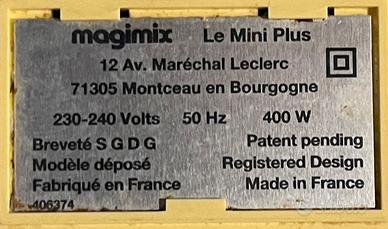 magimix Le Mini Plus
12 Av. Maréchal Leclerc
71305 Montceau en Bourgogne
230-240 Volts 50 Hz 400 W
Breveté S G D G Patent pending
Modèle déposé Registered Design
Fabriqué en France Made in France
406374